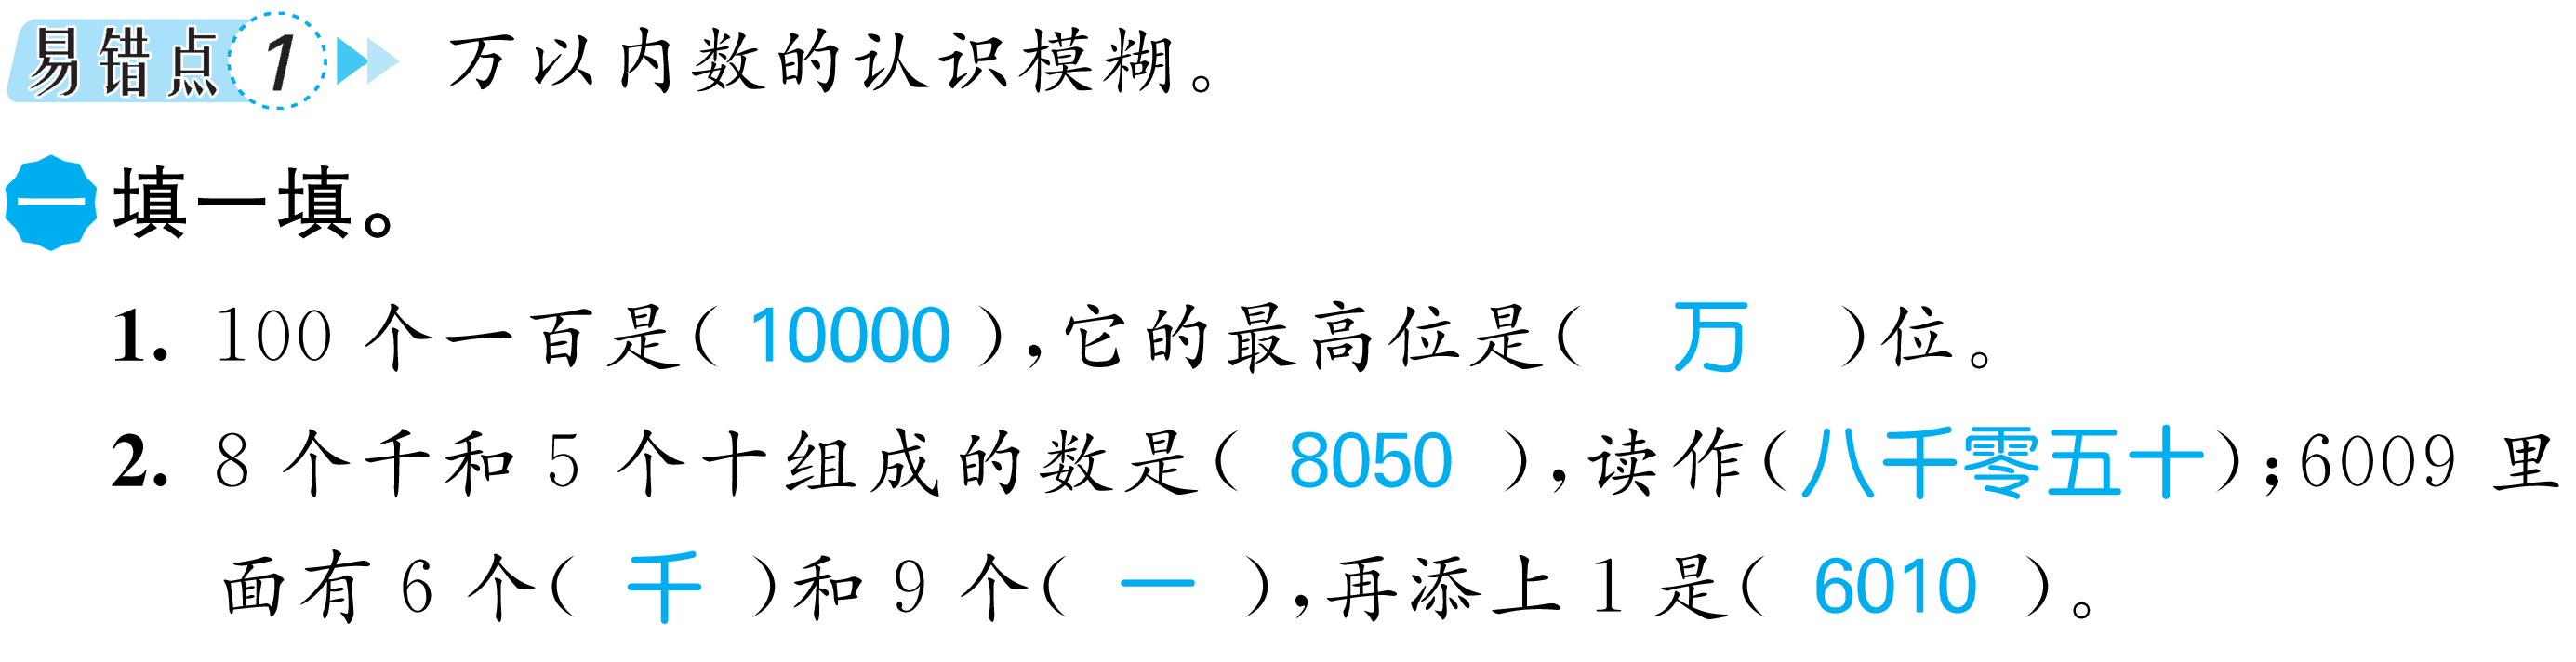 易错点1 万以内数的认识模糊。
一 填一填。
1. 100个一百是(10000),它的最高位是(万)位。
2. 8个千和5个十组成的数是(8050),读作(八千零五十);6009里
面有6个(千)和9个(一),再添上1是(6010)。